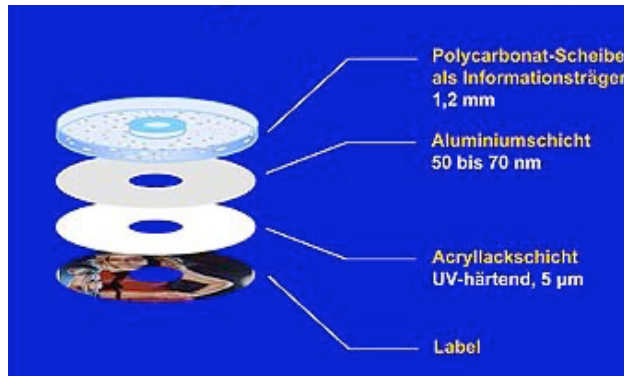 Polycarbonat-Scheibe
als Informationsträger
1,2 mm
Aluminiumschicht
50 bis 70 nm
Acryllackschicht
UV-härtend, 5 µm
Label